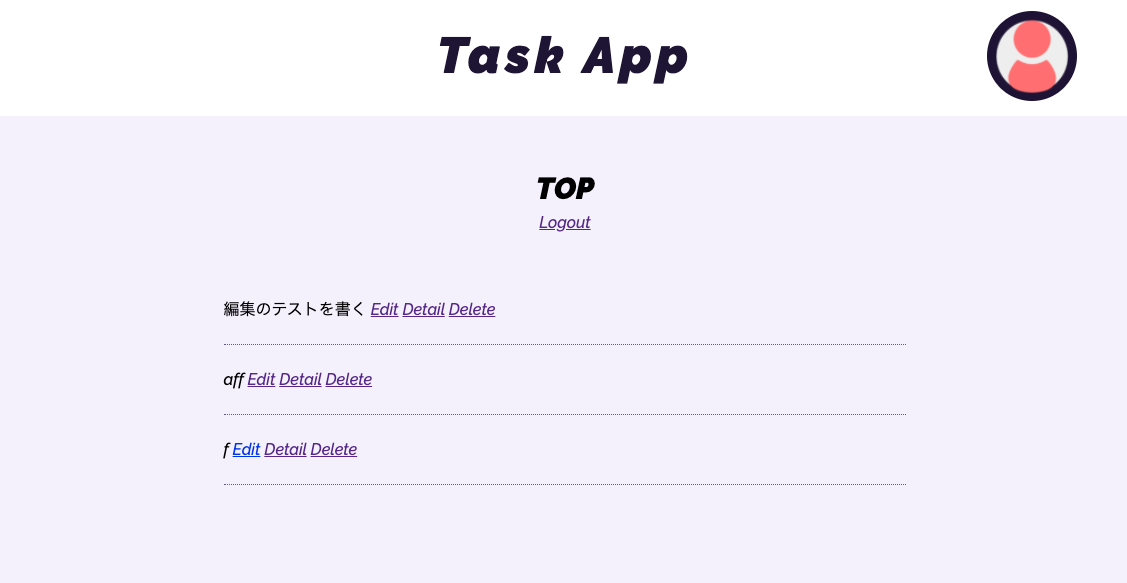 Task App
TOP
Logout
編集のテストを書く Edit Detail Delete
aff Edit Detail Delete
f Edit Detail Delete